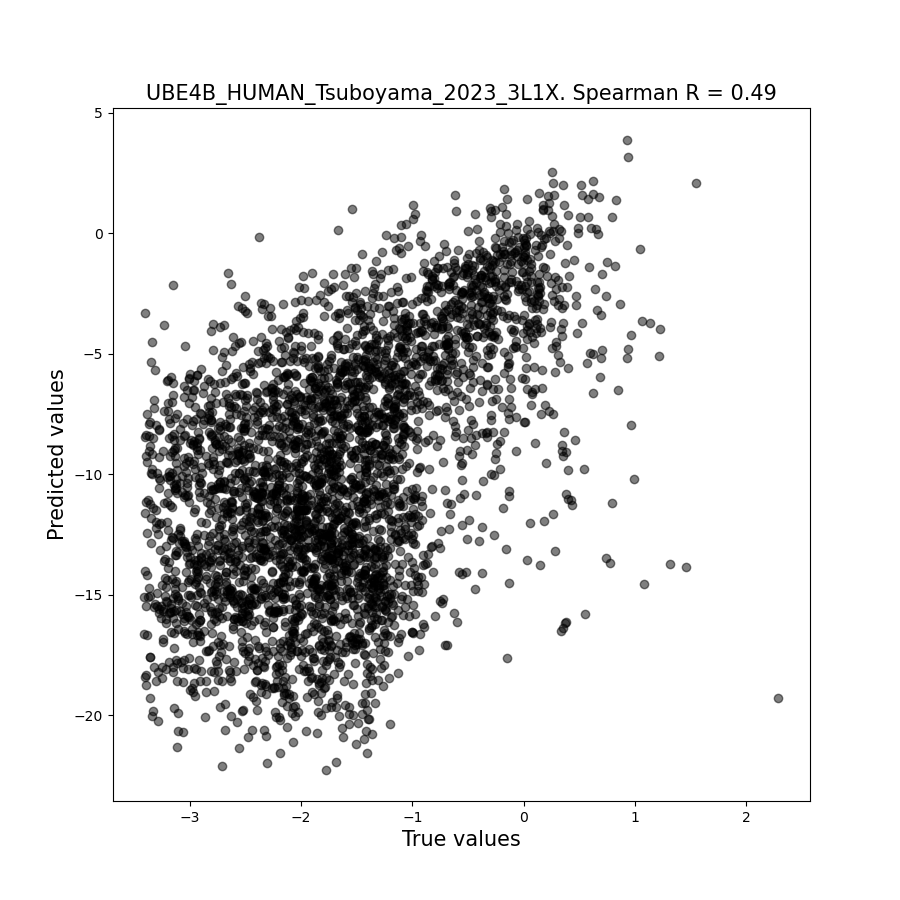 UBE4B_HUMAN_Tsuboyama_2023_3L1X. Spearman R = 0.49
5
0
−5
−10
−15
−20
Predicted values
−3 −2 −1 0 1 2
True values